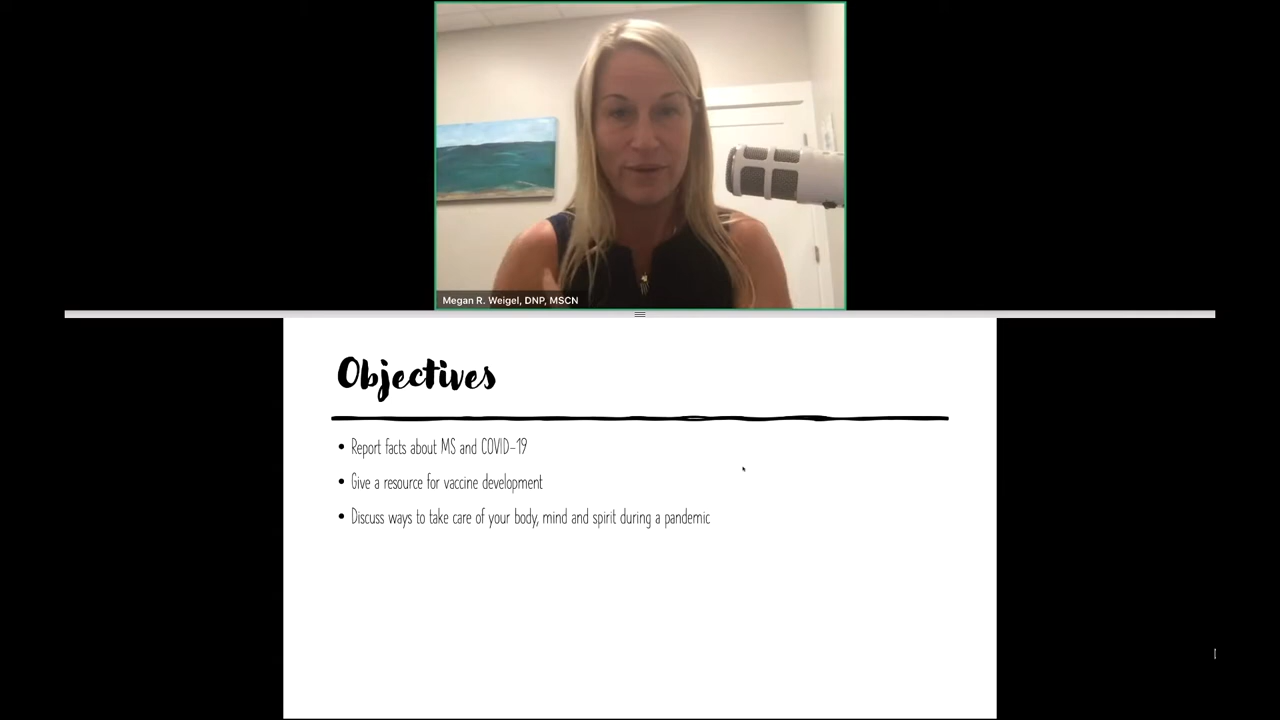 Megan R. Weigel, DNP, MSCN
Objectives
• Report facts about MS and COVID-19
• Give a resource for vaccine development
• Discuss ways to take care of your body, mind and spirit during a pandemic